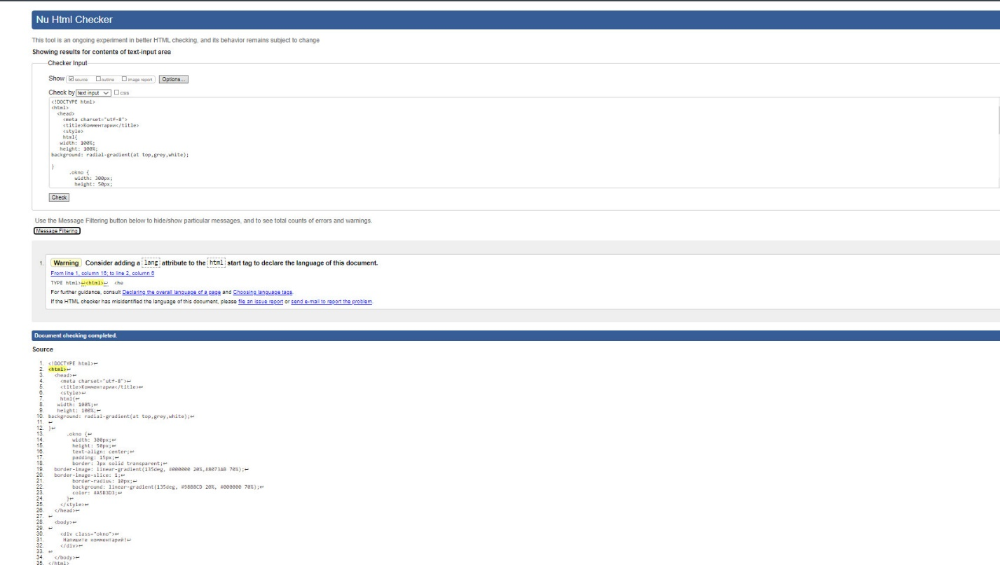 Nu Html Checker
This tool is an ongoing experiment in better HTML checking, and its behavior remains subject to change
Showing results for contents of text-input area
Checker Input
Show source outline image report Options...
Check by text input css
<!DOCTYPE html>
<html>
<head>
<meta charset="utf-8">
<title>Комментарии</title>
<style>
html{
width: 100%;
height: 100%;
background: radial-gradient(at top,grey,white);
}
.okno {
width: 300px;
height: 50px;
Check
Use the Message Filtering button below to hide/show particular messages, and to see total counts of errors and warnings.
Message Filtering
1. Warning Consider adding a lang attribute to the html start tag to declare the language of this document.
From line 1, column 16; to line 2, column 6
TYPE html>↩<html>↩ <he
For further guidance, consult Declaring the overall language of a page and Choosing language tags.
If the HTML checker has misidentified the language of this document, please file an issue report or send e-mail to report the problem.
Document checking completed.
Source
1. <!DOCTYPE html>↩
2. <html>↩
3. <head>↩
4. <meta charset="utf-8">↩
5. <title>Комментарии</title>↩
6. <style>↩
7. html{↩
8. width: 100%;↩
9. height: 100%;↩
10. background: radial-gradient(at top,grey,white);↩
11. ↩
12. }↩
13. .okno {↩
14. width: 300px;↩
15. height: 50px;↩
16. text-align: center;↩
17. padding: 15px;↩
18. border: 3px solid transparent;↩
19. border-image: linear-gradient(135deg, #000000 20%,#8073AB 70%);↩
20. border-image-slice: 1;↩
21. border-radius: 10px;↩
22. background: linear-gradient(135deg, #9888CD 20%, #000000 70%);↩
23. color: #A5B3D3;↩
24. }↩
25. </style>↩
26. </head>↩
27. ↩
28. <body>↩
29. ↩
30. <div class="okno">↩
31. Напишите комментарий!↩
32. </div>↩
33. ↩
34. </body>↩
35. </html>